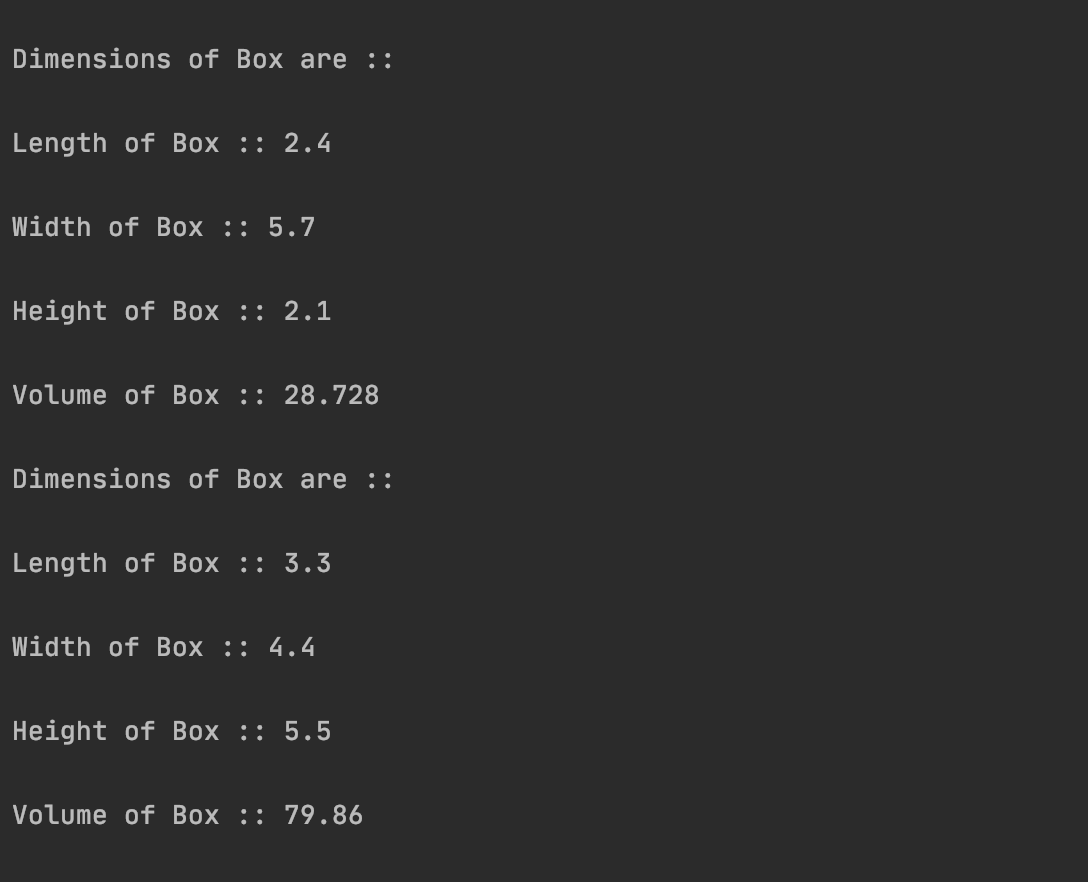 Dimensions of Box are ::
Length of Box :: 2.4
Width of Box :: 5.7
Height of Box :: 2.1
Volume of Box :: 28.728
Dimensions of Box are ::
Length of Box :: 3.3
Width of Box :: 4.4
Height of Box :: 5.5
Volume of Box :: 79.86